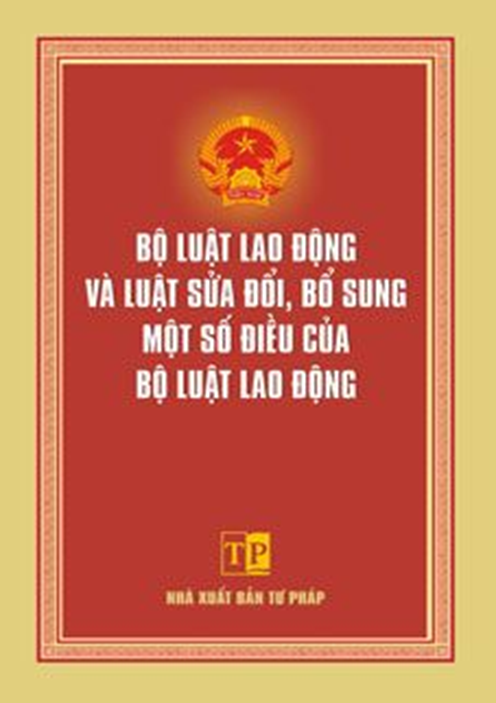 BỘ LUẬT LAO ĐỘNG
VÀ LUẬT SỬA ĐỔI, BỔ SUNG
MỘT SỐ ĐIỀU CỦA
BỘ LUẬT LAO ĐỘNG
TP
NHÀ XUẤT BẢN TƯ PHÁP